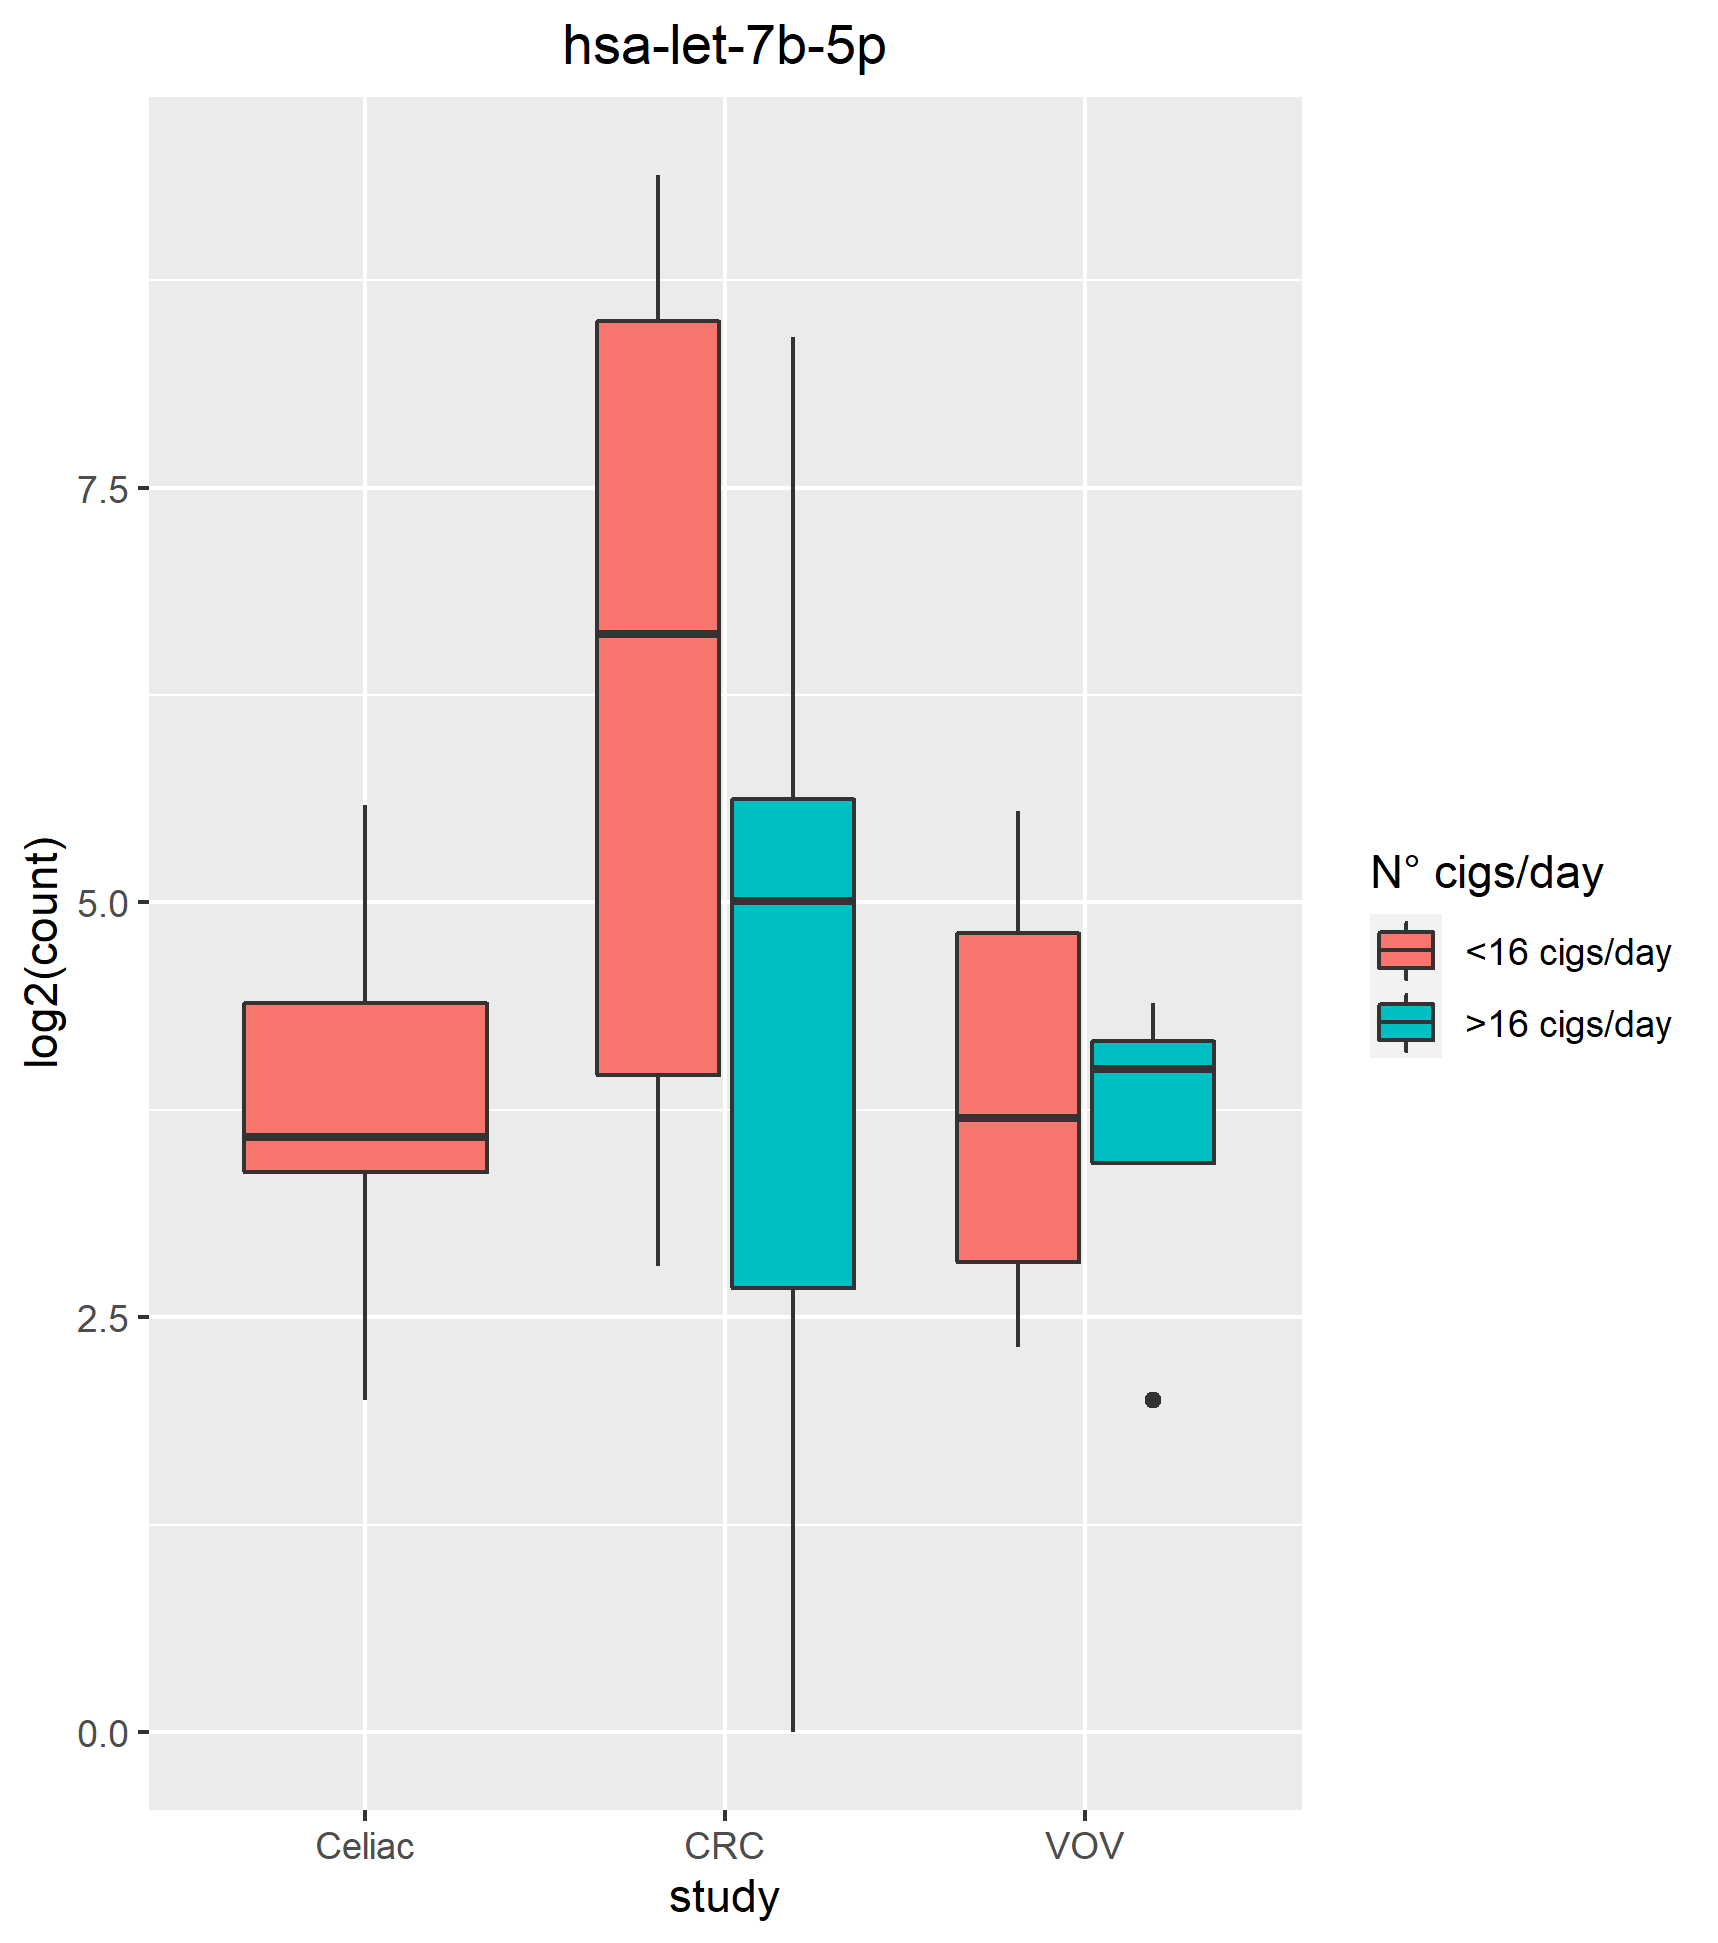 hsa-let-7b-5p
log2(count)
7.5
5.0
2.5
0.0
Celiac
CRC
VOV
study
N° cigs/day
<16 cigs/day
>16 cigs/day